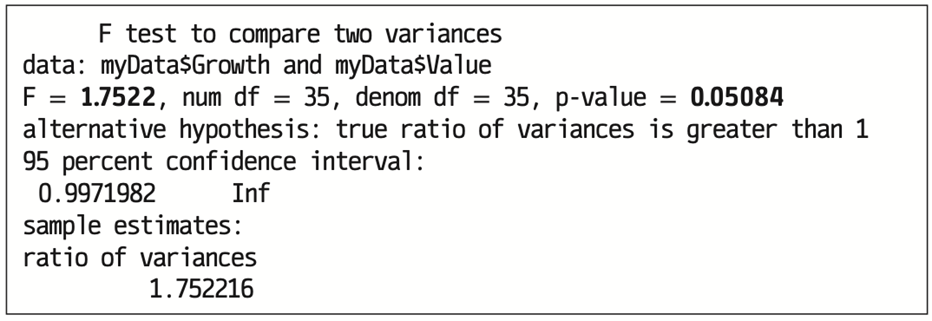 F test to compare two variances
data: myData$Growth and myData$Value
F = 1.7522, num df = 35, denom df = 35, p-value = 0.05084
alternative hypothesis: true ratio of variances is greater than 1
95 percent confidence interval:
0.9971982 Inf
sample estimates:
ratio of variances
1.752216